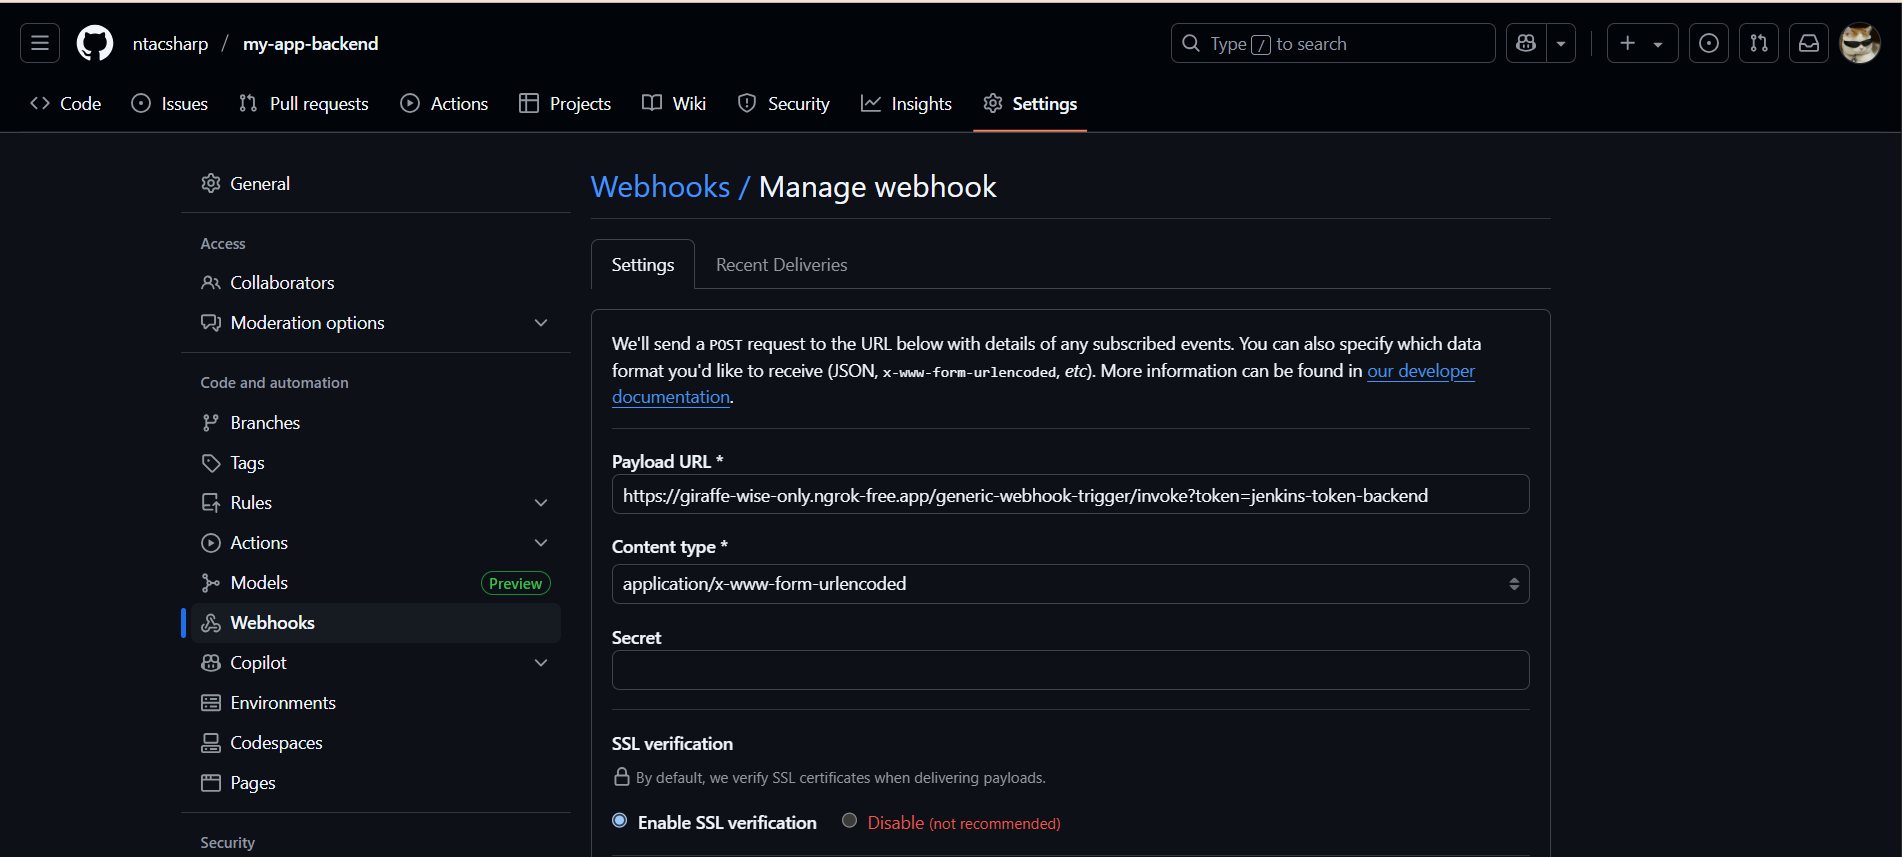 ntacsharp / my-app-backend
Type / to search
Code Issues Pull requests Actions Projects Wiki Security Insights Settings
General
Access
Collaborators
Moderation options
Code and automation
Branches
Tags
Rules
Actions
Models Preview
Webhooks
Copilot
Environments
Codespaces
Pages
Security
Webhooks / Manage webhook
Settings Recent Deliveries
We'll send a POST request to the URL below with details of any subscribed events. You can also specify which data
format you'd like to receive (JSON, x-www-form-urlencoded, etc). More information can be found in our developer
documentation.
Payload URL *
https://giraffe-wise-only.ngrok-free.app/generic-webhook-trigger/invoke?token=jenkins-token-backend
Content type *
application/x-www-form-urlencoded
Secret
SSL verification
By default, we verify SSL certificates when delivering payloads.
Enable SSL verification Disable (not recommended)